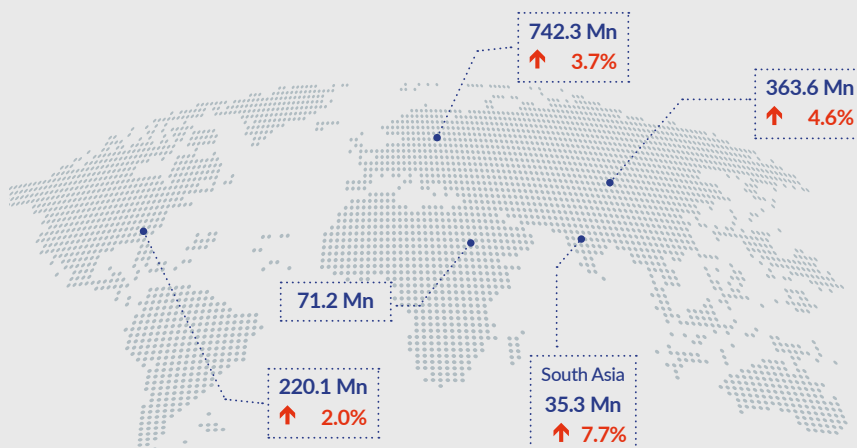 742.3 Mn
3.7%
363.6 Mn
4.6%
71.2 Mn
220.1 Mn
2.0%
South Asia
35.3 Mn
7.7%